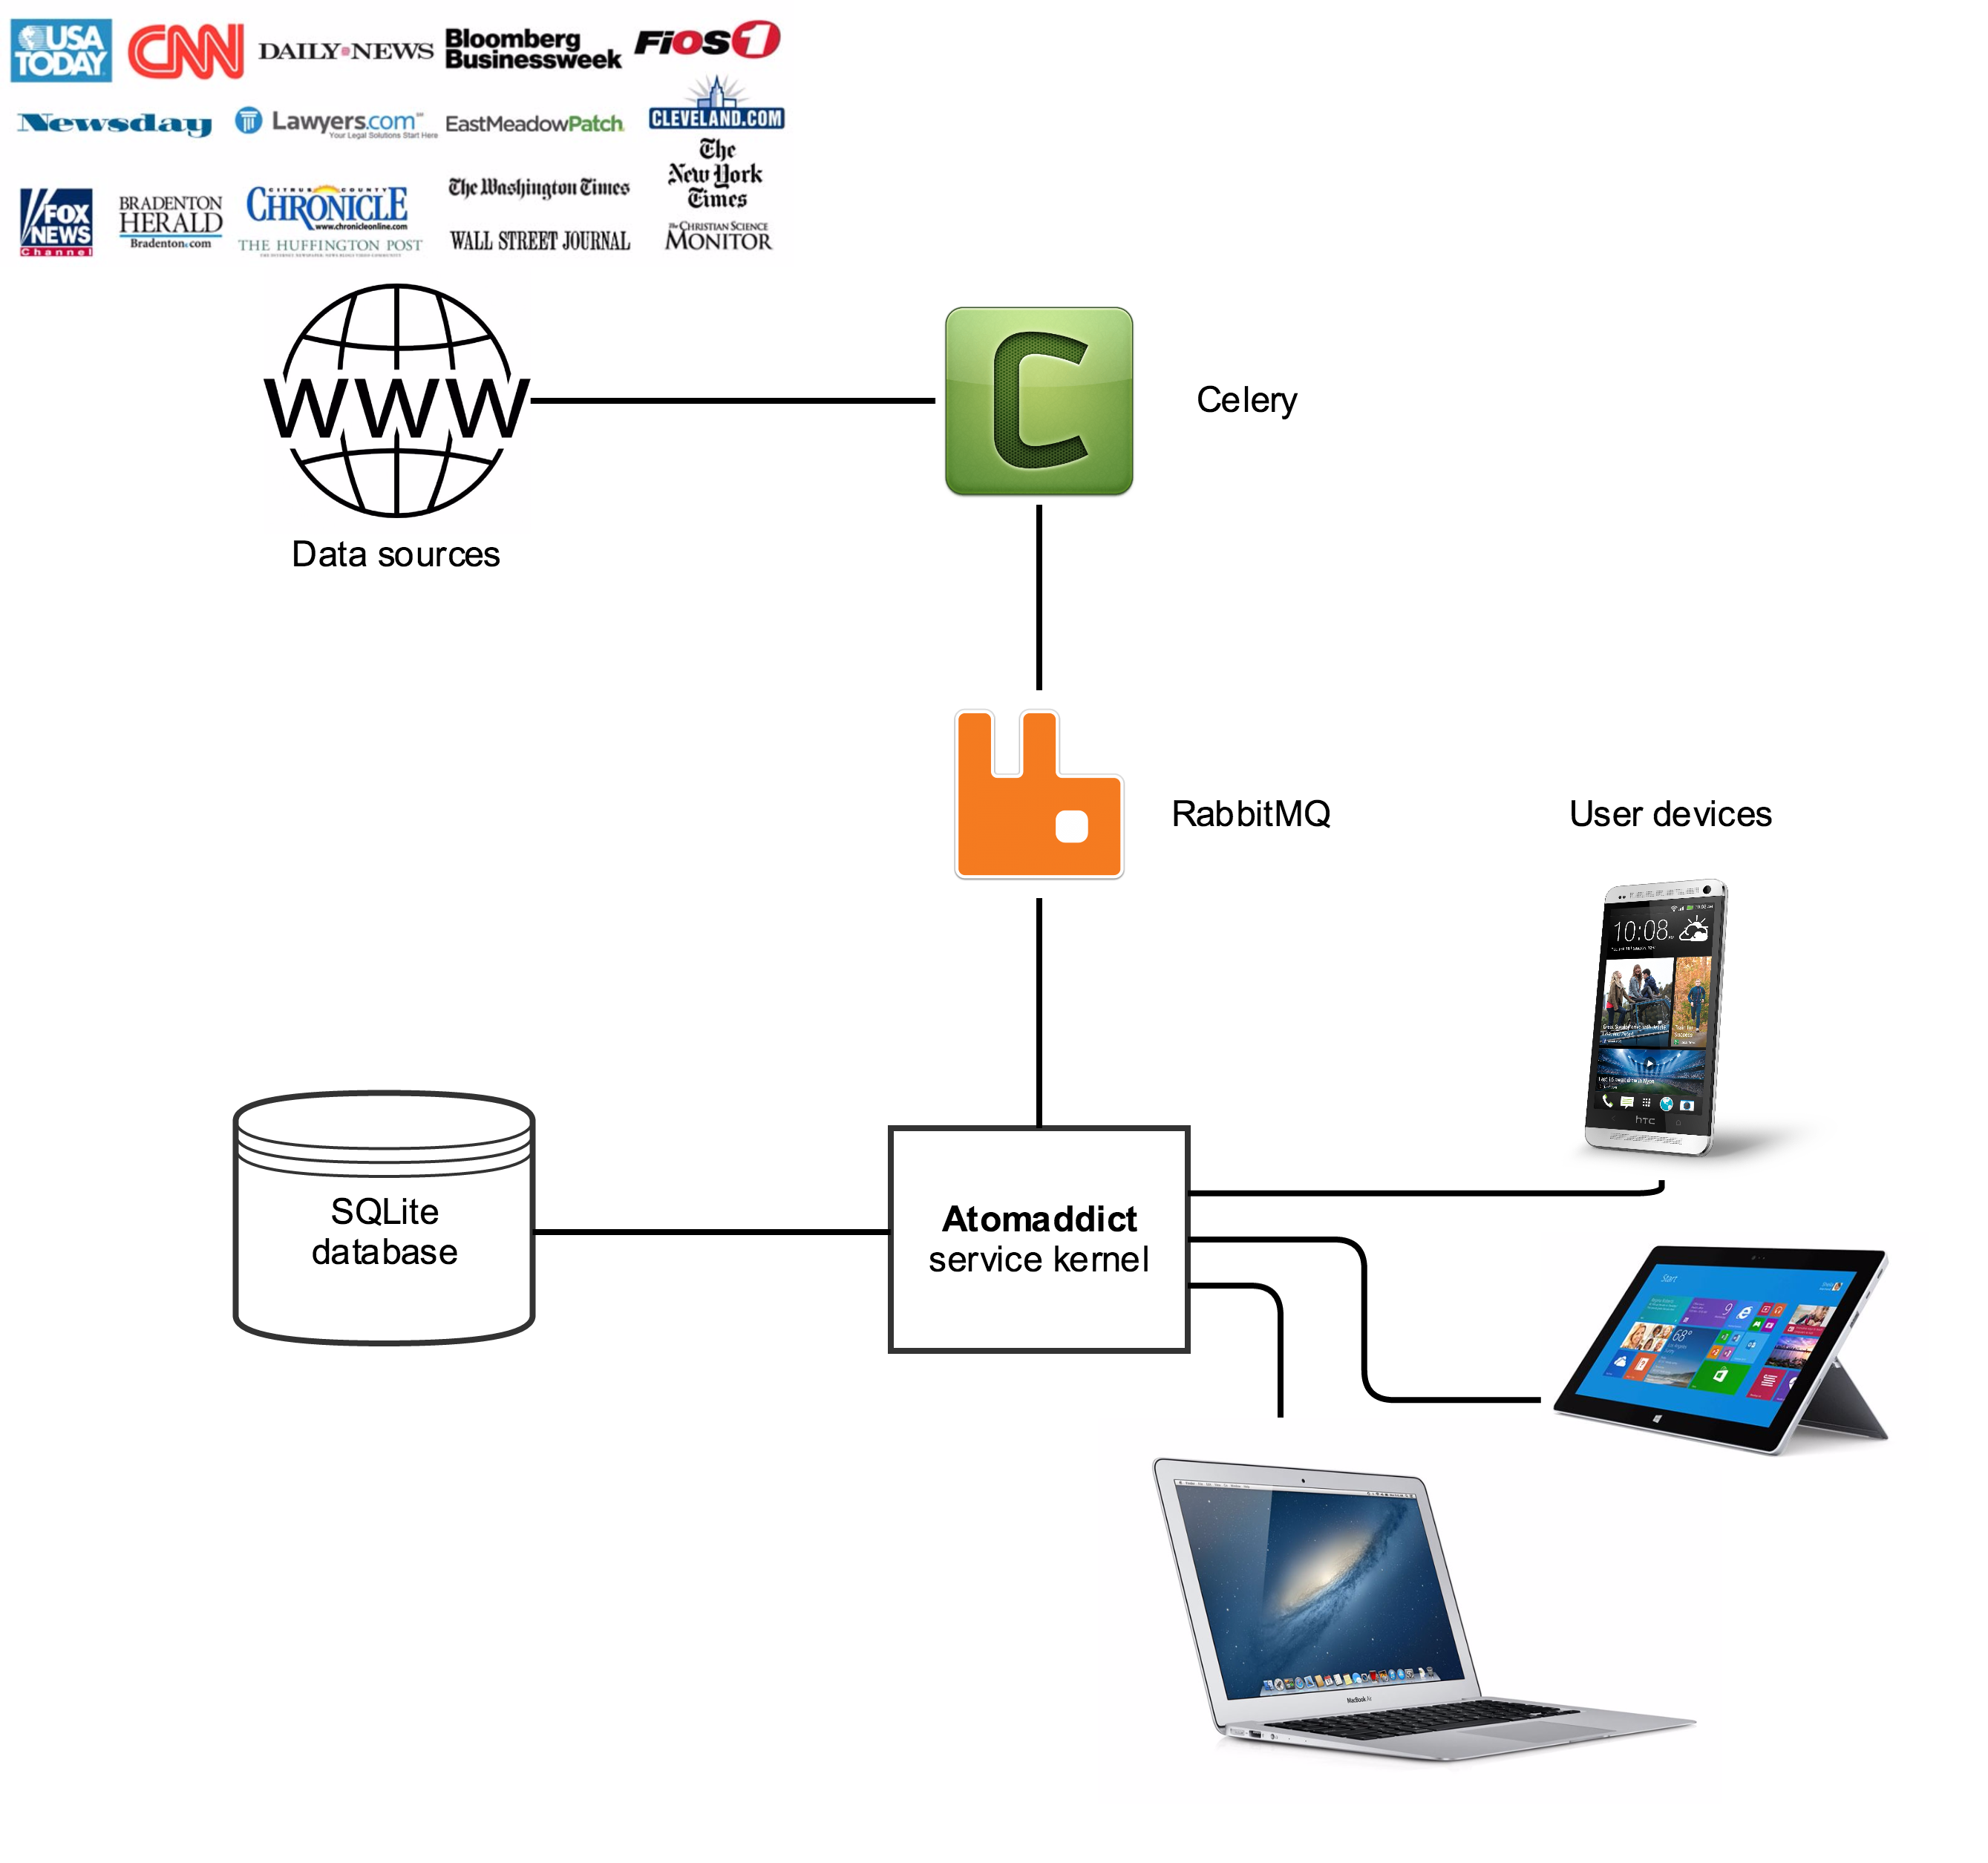 USA
TODAY
CNN
DAILY NEWS
Bloomberg
Businessweek
FiOS1
Newsday
Lawyers.com
Your Legal Solutions Start Here
EastMeadowPatch
CLEVELAND.COM
FOX
NEWS
Channel
BRADENTON
HERALD
Bradenton.com
CITRUS COUNTY
CHRONICLE
www.chronicleonline.com
THE HUFFINGTON POST
The Washington Times
WALL STREET JOURNAL
The
New York
Times
The CHRISTIAN SCIENCE
MONITOR
WWW
Data sources
C
Celery
RabbitMQ
User devices
10:08
htc
SQLite
database
Atomaddict
service kernel
Start
9
68°
MacBook Air